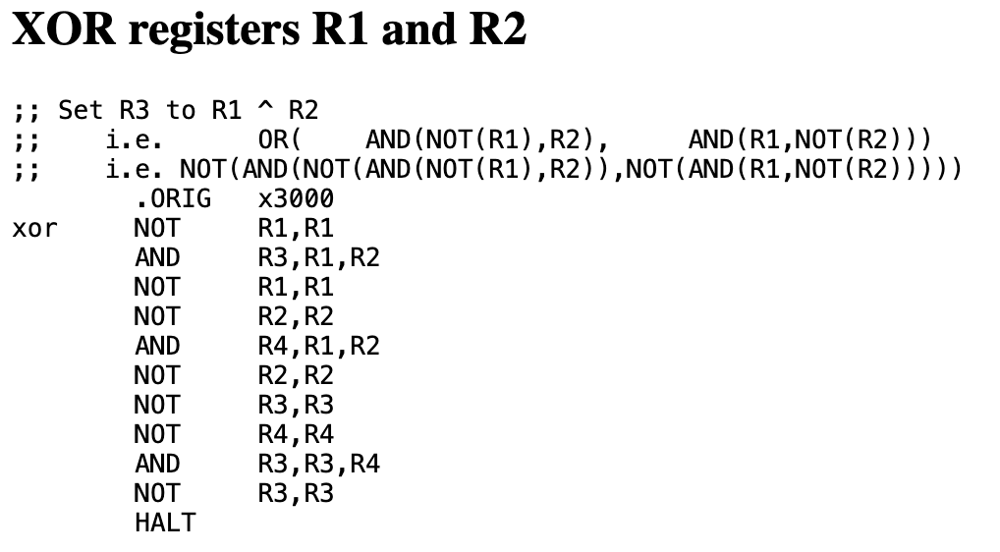 XOR registers R1 and R2
;; Set R3 to R1 ^ R2
;;    i.e.      OR(    AND(NOT(R1),R2),     AND(R1,NOT(R2)))
;;    i.e. NOT(AND(NOT(AND(NOT(R1),R2)),NOT(AND(R1,NOT(R2)))))
        .ORIG   x3000
xor     NOT     R1,R1
        AND     R3,R1,R2
        NOT     R1,R1
        NOT     R2,R2
        AND     R4,R1,R2
        NOT     R2,R2
        NOT     R3,R3
        NOT     R4,R4
        AND     R3,R3,R4
        NOT     R3,R3
        HALT